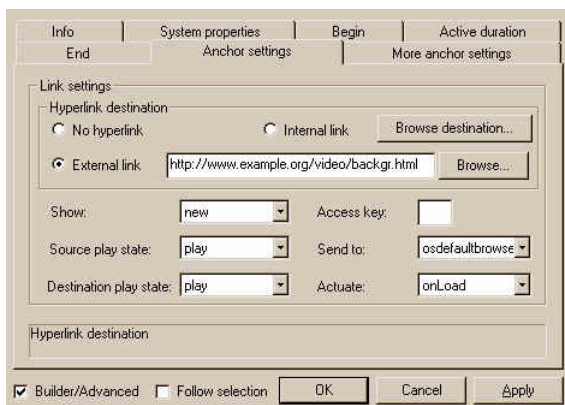 Info System properties Begin Active duration
End Anchor settings More anchor settings
Link settings
Hyperlink destination
No hyperlink Internal link Browse destination...
External link http://www.example.org/video/backgr.html Browse...
Show: new Access key:
Source play state: play Send to: osdefaultbrowse
Destination play state: play Actuate: onLoad
Hyperlink destination
Builder/Advanced Follow selection OK Cancel Apply